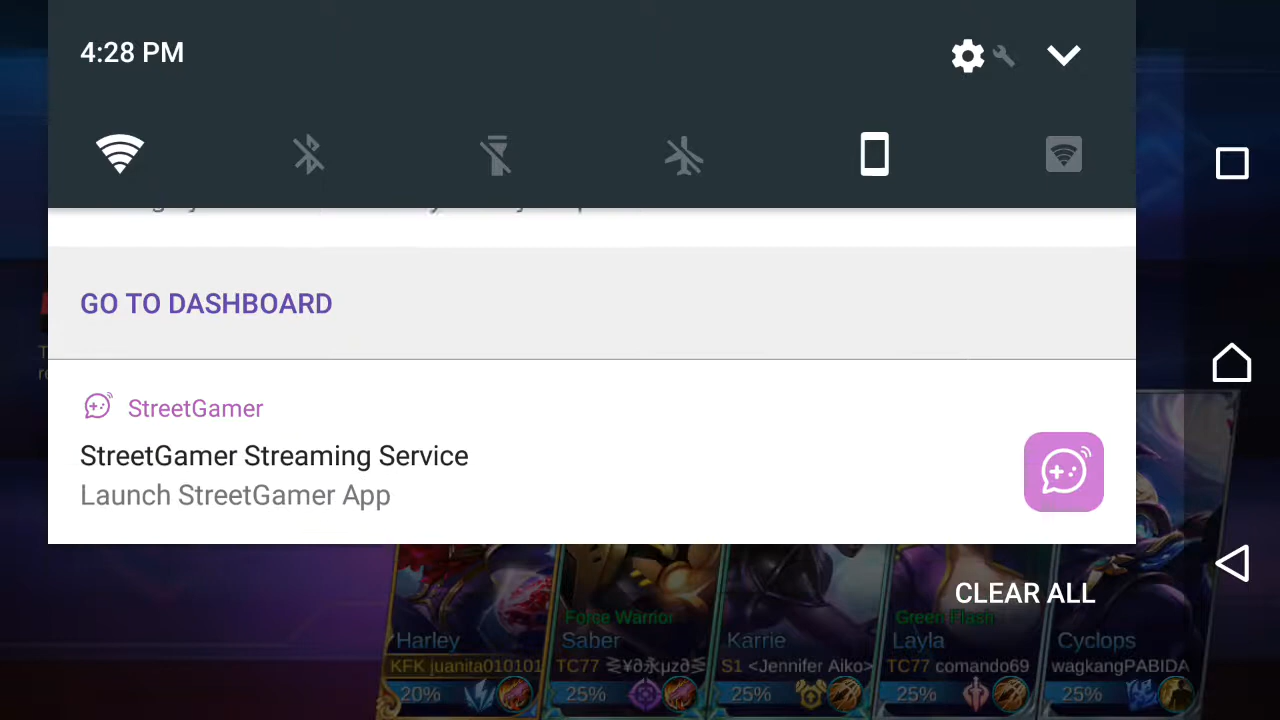 4:28 PM
GO TO DASHBOARD
StreetGamer
StreetGamer Streaming Service
Launch StreetGamer App
CLEAR ALL
Force Warrior
Green Flash
Harley
Saber
Karrie
Layla
Cyclops
KFK juanita010101
TC77
S1 <Jennifer Aiko>
TC77 comando69
wagkangPABIDA
20%
25%
25%
25%
25%